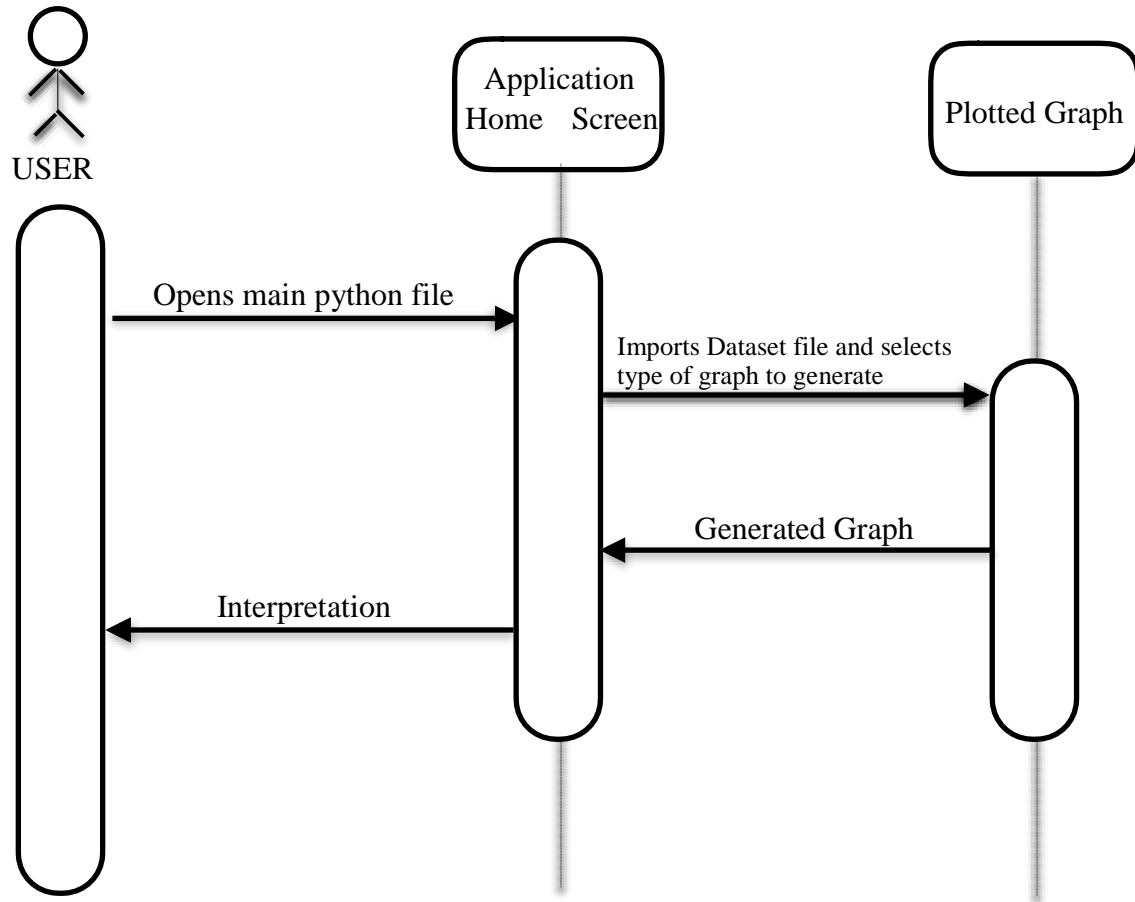 Application
Home Screen
Plotted Graph
USER
Opens main python file
Imports Dataset file and selects
type of graph to generate
Generated Graph
Interpretation